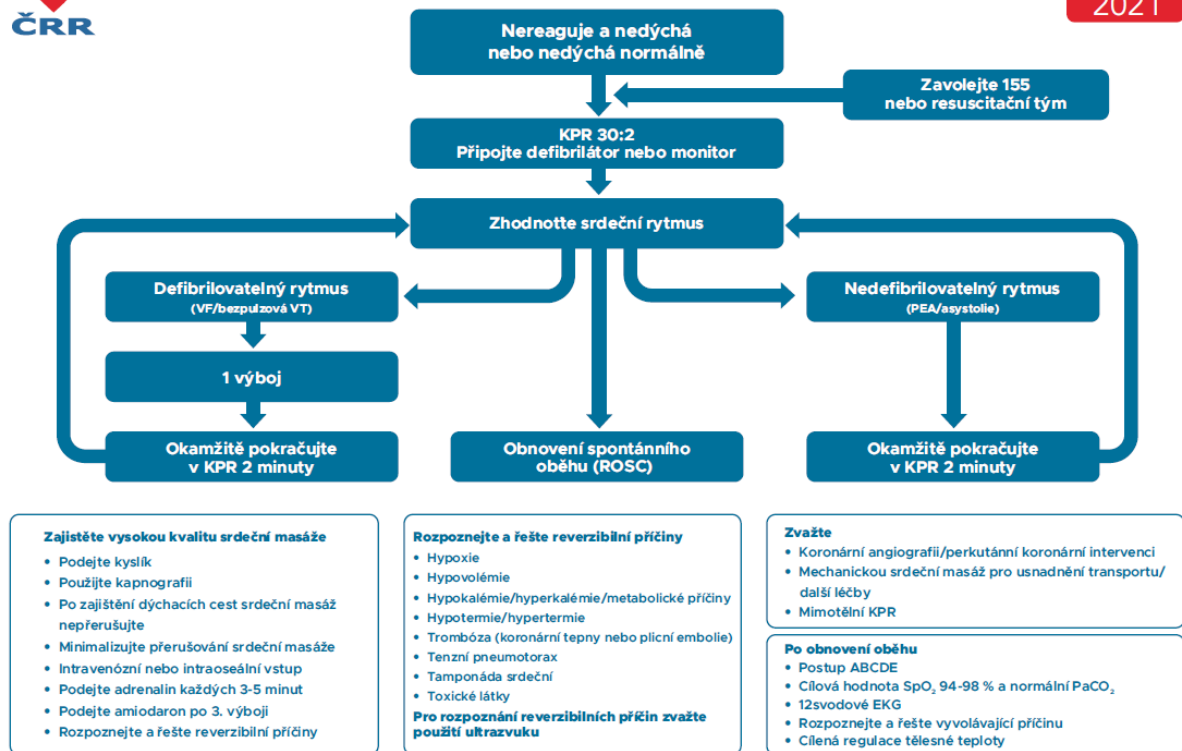 ČRR
2021
Nereaguje a nedýchá
nebo nedýchá normálně
Zavolejte 155
nebo resuscitační tým
KPR 30:2
Připojte defibrilátor nebo monitor
Zhodnoťte srdeční rytmus
Defibrilovatelný rytmus
(VF/bezpulzová VT)
Nedefibrilovatelný rytmus
(PEA/asystolie)
1 výboj
Okamžitě pokračujte
v KPR 2 minuty
Obnovení spontánního
oběhu (ROSC)
Okamžitě pokračujte
v KPR 2 minuty
Zajistěte vysokou kvalitu srdeční masáže
• Podejte kyslík
• Použijte kapnografii
• Po zajištění dýchacích cest srdeční masáž
nepřerušujte
• Minimalizujte přerušování srdeční masáže
• Intravenózní nebo intraoseální vstup
• Podejte adrenalin každých 3-5 minut
• Podejte amiodaron po 3. výboji
• Rozpoznejte a řešte reverzibilní příčiny
Rozpoznejte a řešte reverzibilní příčiny
• Hypoxie
• Hypovolémie
• Hypokalémie/hyperkalémie/metabolické příčiny
• Hypotermie/hypertermie
• Trombóza (koronární tepny nebo plicní embolie)
• Tenzní pneumotorax
• Tamponáda srdeční
• Toxické látky
Pro rozpoznání reverzibilních příčin zvažte
použití ultrazvuku
Zvažte
• Koronární angiografii/perkutánní koronární intervenci
• Mechanickou srdeční masáž pro usnadnění transportu/
další léčby
• Mimotělní KPR
Po obnovení oběhu
• Postup ABCDE
• Cílová hodnota SpO₂ 94-98 % a normální PaCO₂
• 12svodové EKG
• Rozpoznejte a řešte vyvolávající příčinu
• Cílená regulace tělesné teploty